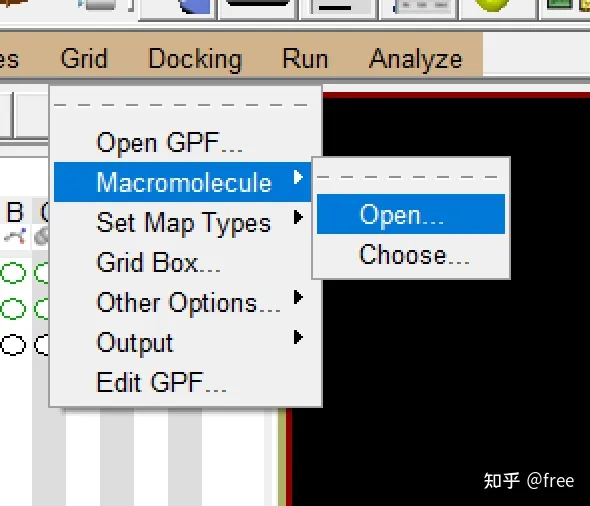 es Grid Docking Run Analyze
Open GPF...
Macromolecule
Set Map Types
Grid Box...
Other Options...
Output
Edit GPF...
Open...
Choose...
B
知乎 @free